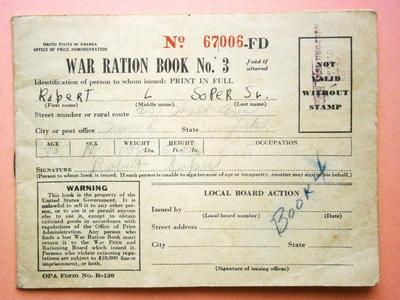 UNITED STATES OF AMERICA
OFFICE OF PRICE ADMINISTRATION
No 67006-FD
WAR RATION BOOK No. 3 Void if altered
Identification of person to whom issued: PRINT IN FULL
Robert L Soper Sr.
(First name) (Middle name) (Last name)
Street number or rural route
City or post office State
AGE SEX WEIGHT HEIGHT OCCUPATION
Lbs. Ft. In.
SIGNATURE
(Person to whom book is issued. If such person is unable to sign because of age or incapacity, another may sign in his behalf.)
NOT
VALID
WITHOUT
STAMP
WARNING
This book is the property of the
United States Government. It is
unlawful to sell it to any other per-
son, or to use it or permit anyone
else to use it, except to obtain
rationed goods in accordance with
regulations of the Office of Price
Administration. Any person who
finds a lost War Ration Book must
return it to the War Price and
Rationing Board which issued it.
Persons who violate rationing regu-
lations are subject to $10,000 fine or
imprisonment, or both.
OPA Form No. R-130
LOCAL BOARD ACTION
Issued by
(Local board number) (Date)
Street address
City State
(Signature of issuing officer)
Book